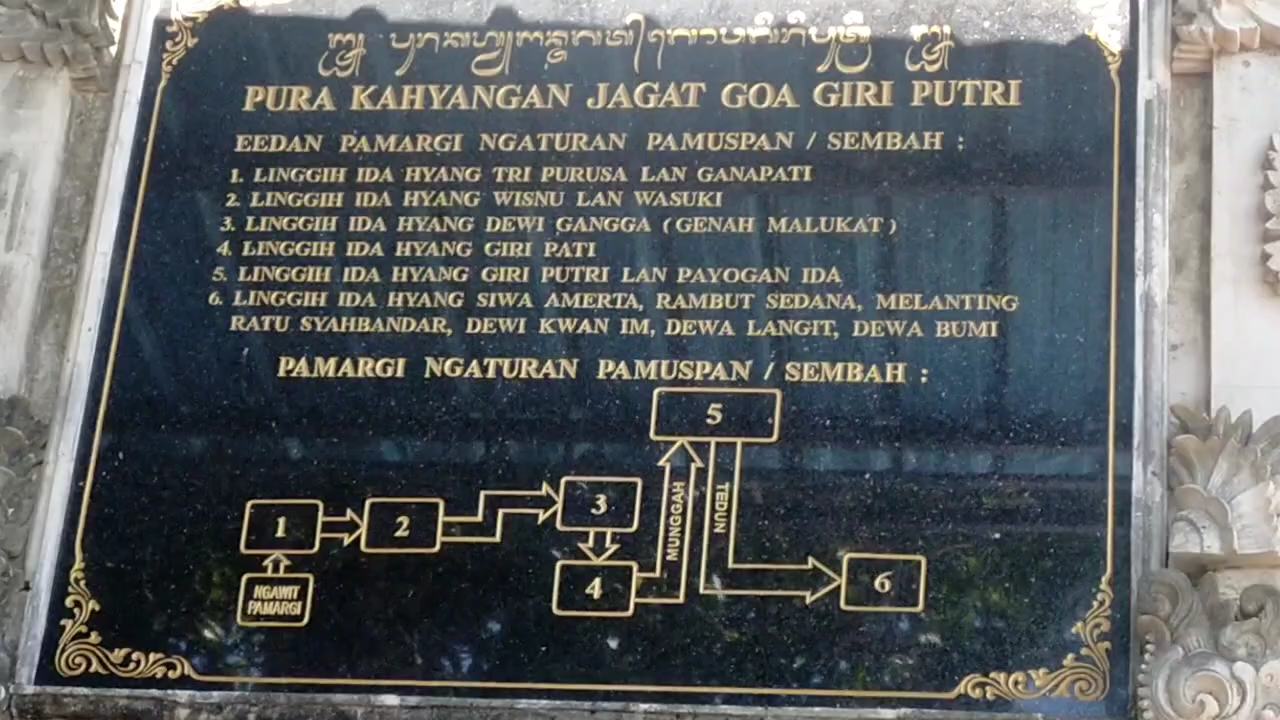 PURA KAHYANGAN JAGAT GOA GIRI PUTRI
EEDAN PAMARGI NGATURAN PAMUSPAN / SEMBAH :
1. LINGGIH IDA HYANG TRI PURUSA LAN GANAPATI
2. LINGGIH IDA HYANG WISNU LAN WASUKI
3. LINGGIH IDA HYANG DEWI GANGGA (GENAH MALUKAT)
4. LINGGIH IDA HYANG GIRI PATI
5. LINGGIH IDA HYANG GIRI PUTRI LAN PAYOGAN IDA
6. LINGGIH IDA HYANG SIWA AMERTA, RAMBUT SEDANA, MELANTING
RATU SYAHBANDAR, DEWI KWAN IM, DEWA LANGIT, DEWA BUMI
PAMARGI NGATURAN PAMUSPAN / SEMBAH :
5
MUNGGAH
TEDUN
1
2
3
4
6
NGAWIT
PAMARGI